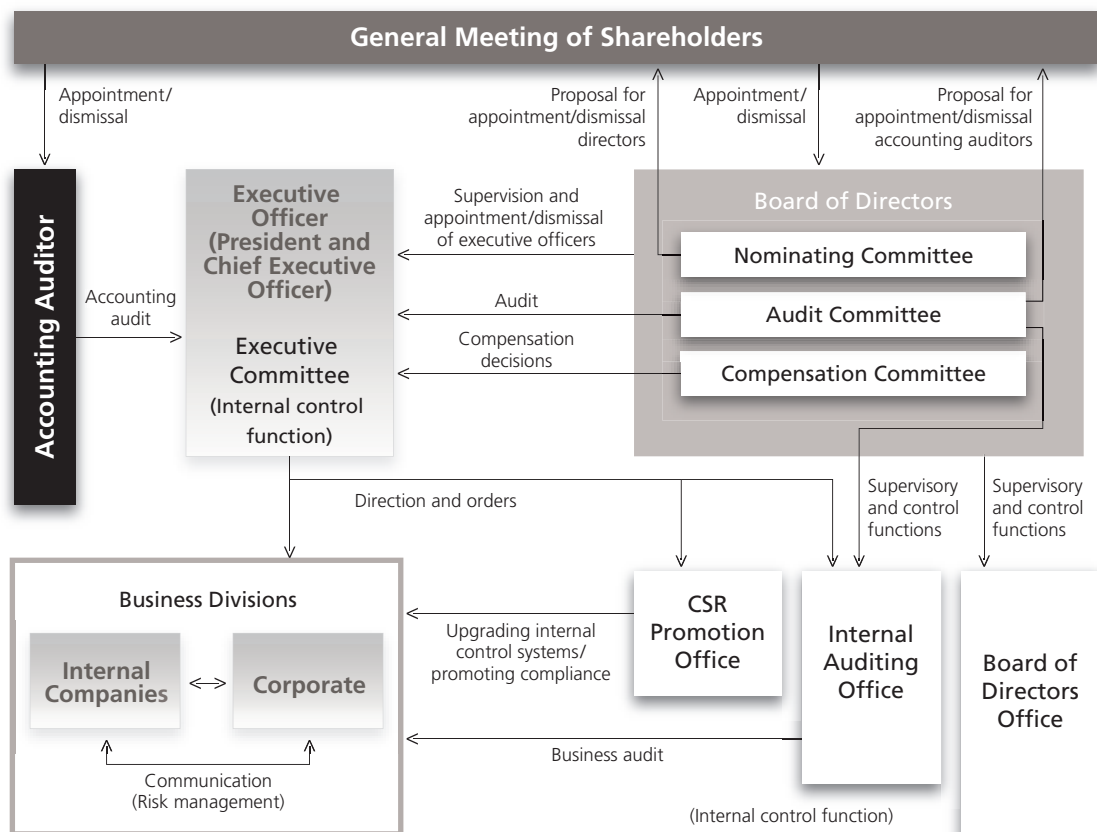 General Meeting of Shareholders
Appointment/
dismissal
Proposal for
appointment/dismissal
directors
Appointment/
dismissal
Proposal for
appointment/dismissal
accounting auditors
Accounting Auditor
Accounting
audit
Executive
Officer
(President and
Chief Executive
Officer)
Executive
Committee
(Internal control
function)
Supervision and
appointment/dismissal
of executive officers
Audit
Compensation
decisions
Board of Directors
Nominating Committee
Audit Committee
Compensation Committee
Direction and orders
Supervisory
and control
functions
Supervisory
and control
functions
Business Divisions
Internal
Companies
Corporate
Communication
(Risk management)
Upgrading internal
control systems/
promoting compliance
Business audit
CSR
Promotion
Office
Internal
Auditing
Office
Board of
Directors
Office
(Internal control function)